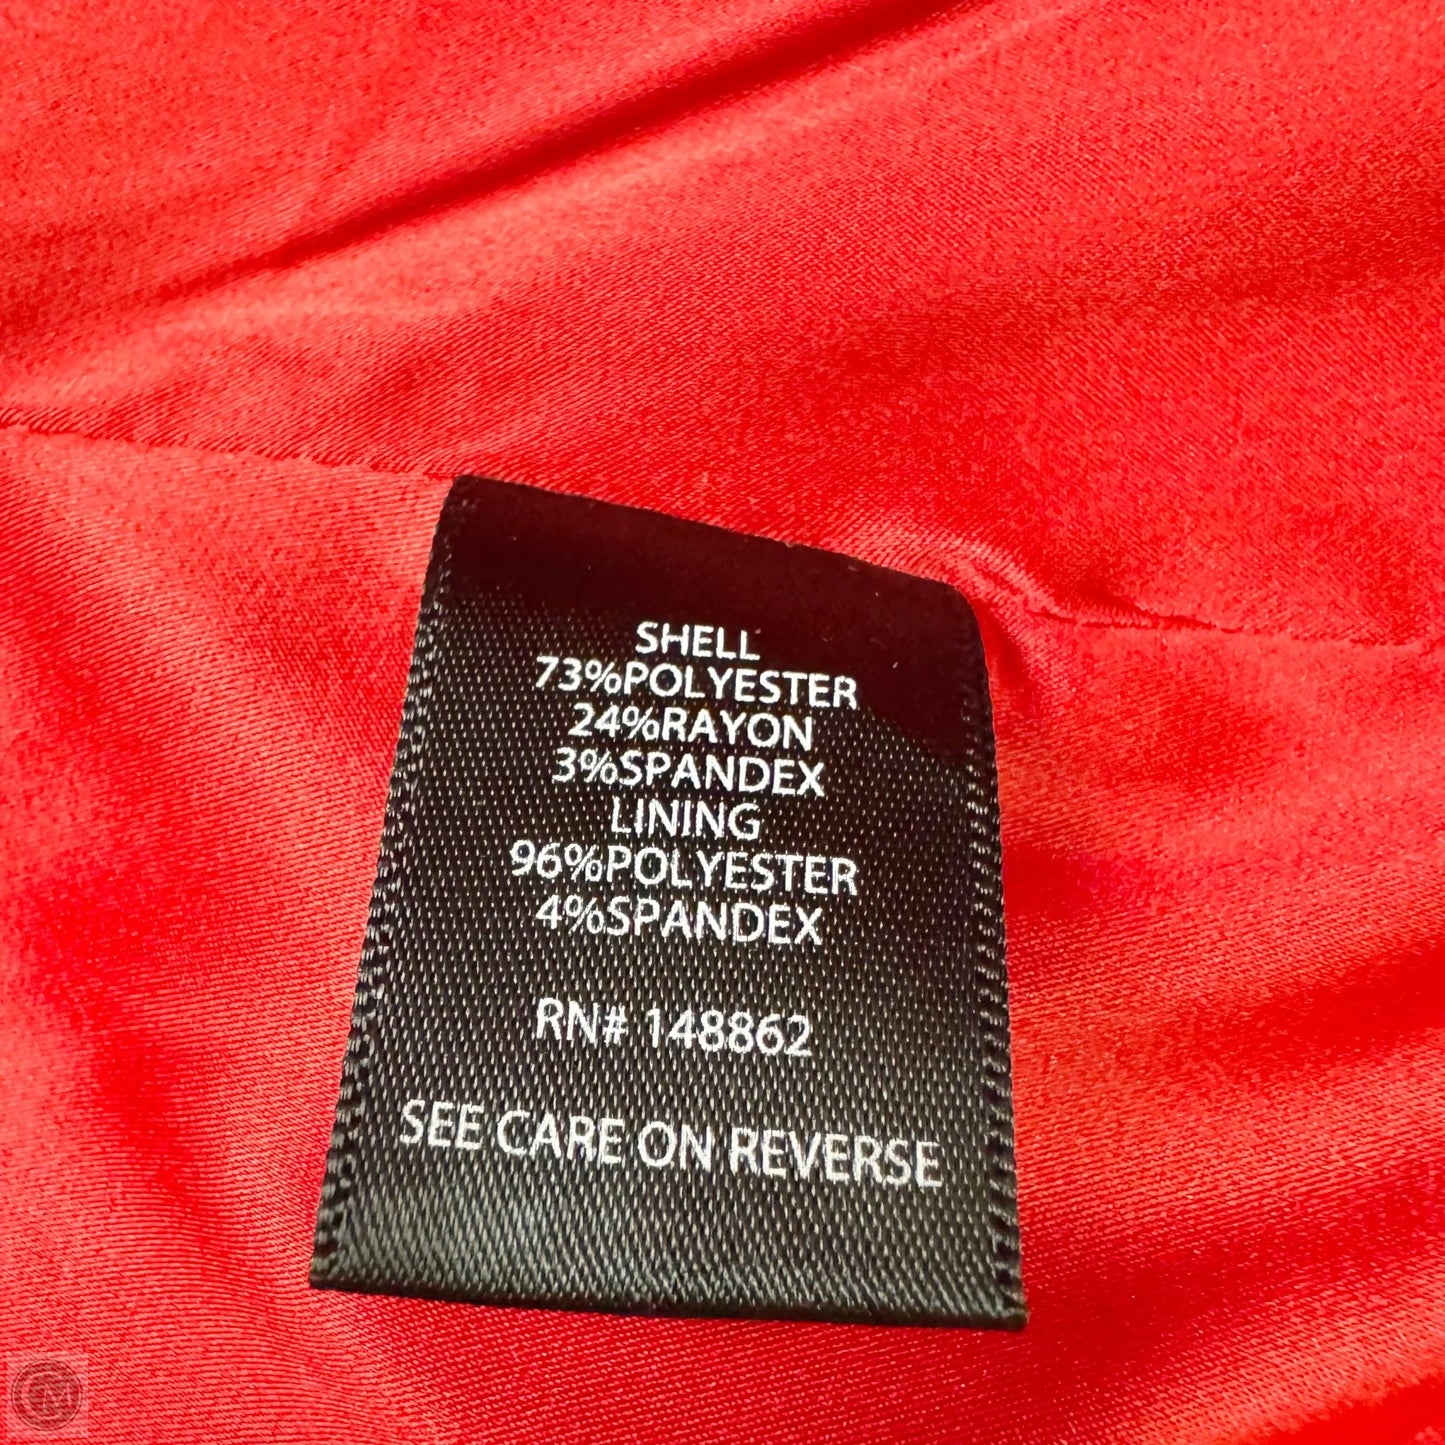 SHELL
73%POLYESTER
24%RAYON
3%SPANDEX
LINING
96%POLYESTER
4%SPANDEX
RN# 148862
SEE CARE ON REVERSE